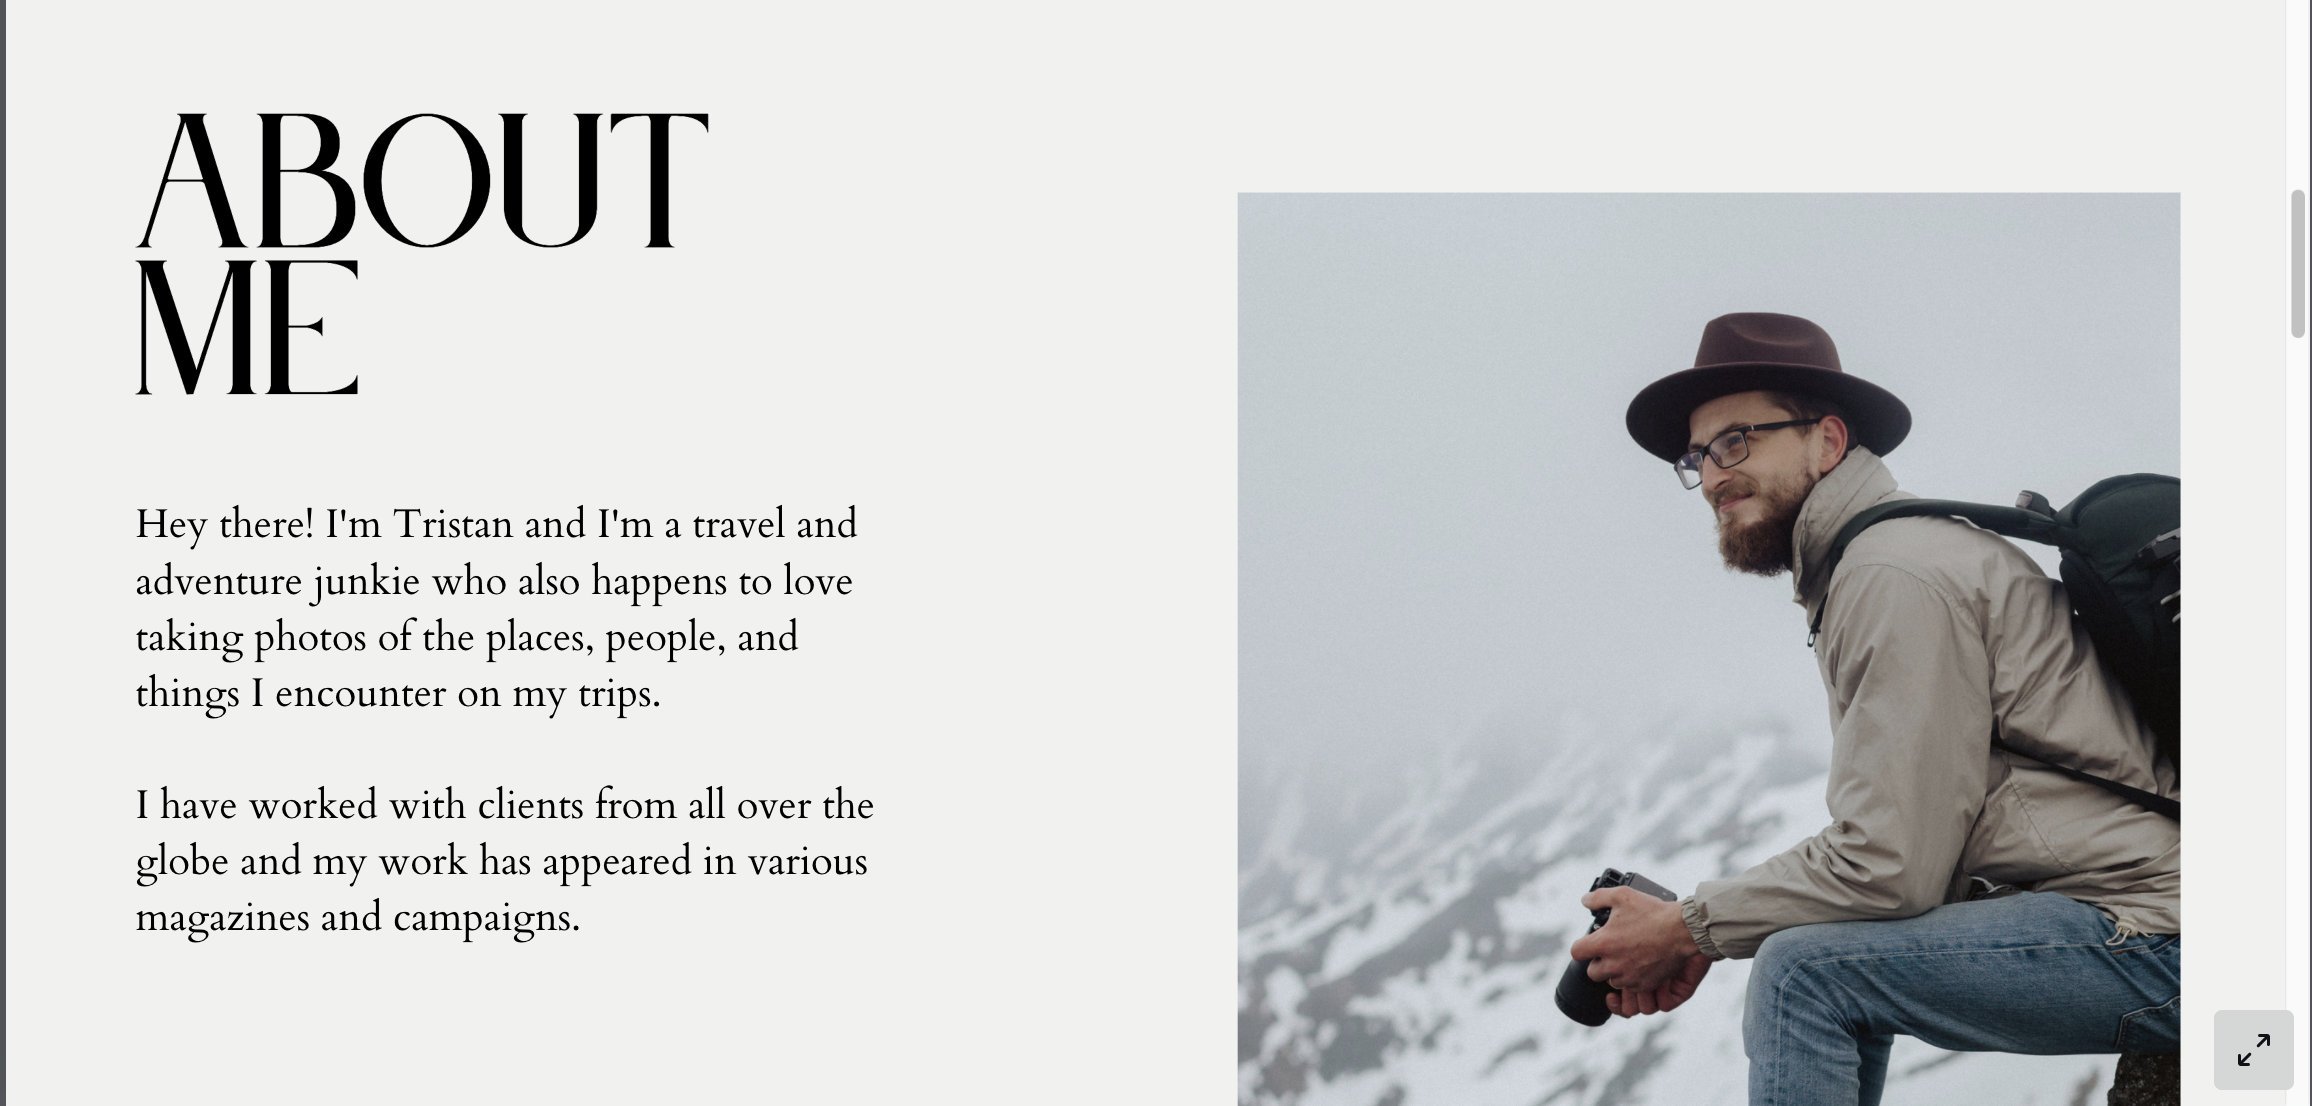 ABOUT
ME
Hey there! I'm Tristan and I'm a travel and
adventure junkie who also happens to love
taking photos of the places, people, and
things I encounter on my trips.
I have worked with clients from all over the
globe and my work has appeared in various
magazines and campaigns.